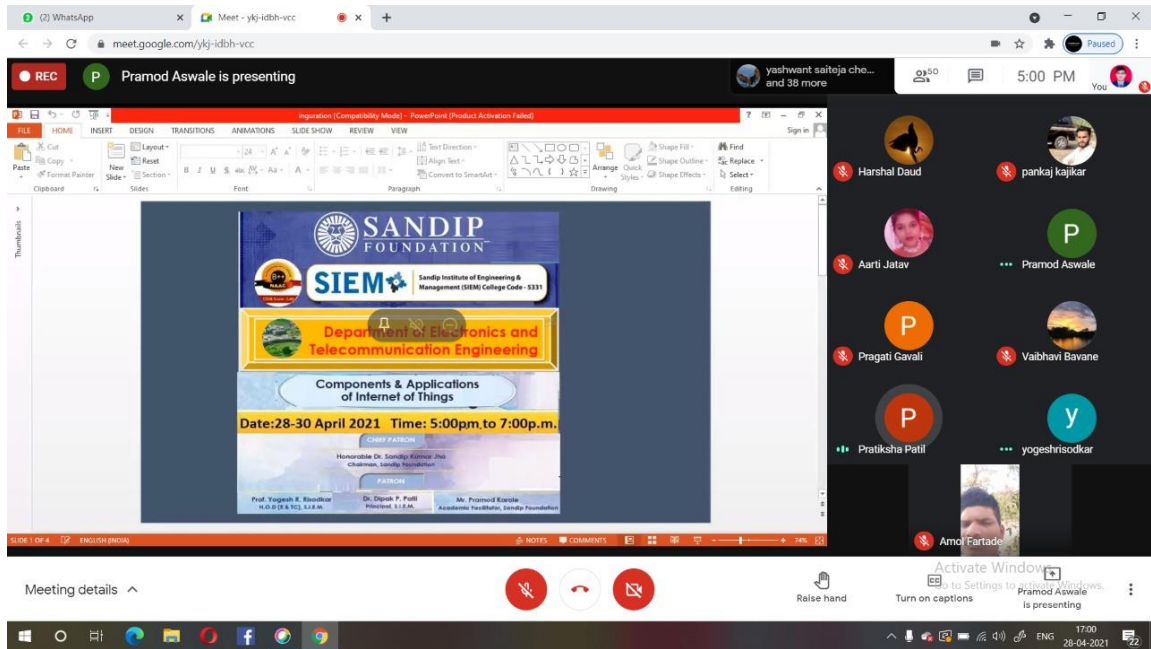 (2) WhatsApp
Meet - ykj-idbh-vcc
meet.google.com/ykj-idbh-vcc
Paused
REC
P
Pramod Aswale is presenting
yashwant saiteja che...
and 38 more
50
5:00 PM
You
inguration [Compatibility Mode] - PowerPoint (Product Activation Failed)
FILE HOME INSERT DESIGN TRANSITIONS ANIMATIONS SLIDE SHOW REVIEW VIEW
Sign in
Paste
Cut
Copy
Format Painter
Clipboard
New
Slide
Layout
Reset
Section
Slides
24
Font
Text Direction
Align Text
Convert to SmartArt
Paragraph
Arrange
Quick
Styles
Shape Fill
Shape Outline
Shape Effects
Drawing
Find
Replace
Select
Editing
Thumbnails
SANDIP
FOUNDATION
B++
NAAC
SIEM
Sandip Institute of Engineering &
Management (SIEM) College Code - 5331
Department of Electronics and
Telecommunication Engineering
Components & Applications
of Internet of Things
Date:28-30 April 2021 Time: 5:00pm to 7:00p.m.
CHIEF PATRON
Honorable Dr. Sandip Kumar Jha
Chairman, Sandip Foundation
PATRON
Prof. Yogesh R. Risodkar
H.O.D (E & TC), S.I.E.M
Dr. Dipak P. Patil
Principal, S.I.E.M
Mr. Pramod Karole
Academic Facilitator, Sandip Foundation
SLIDE 1 OF 4
ENGLISH (INDIA)
NOTES
COMMENTS
74%
Harshal Daud
pankaj kajikar
Aarti Jatav
P
Pramod Aswale
P
Pragati Gavali
Vaibhavi Bavane
P
Pratiksha Patil
y
yogeshrisodkar
Amol Fartade
Activate Windows
Go to Settings to activate Windows.
Meeting details
Raise hand
CC
Turn on captions
Pramod Aswale
is presenting
ENG
17:00
28-04-2021
22